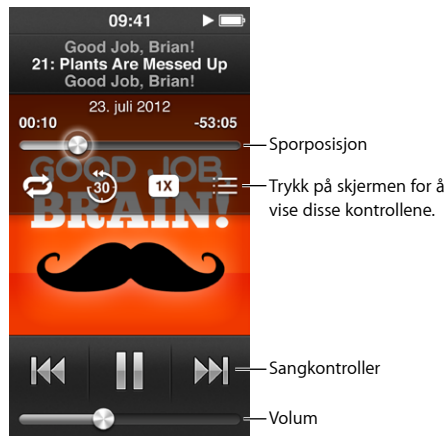 09:41
Good Job, Brian!
21: Plants Are Messed Up
Good Job, Brian!
23. juli 2012
00:10
-53:05
Sporposisjon
GOOD JOB,
30
1X
BRAIN!
Trykk på skjermen for å
vise disse kontrollene.
Sangkontroller
Volum